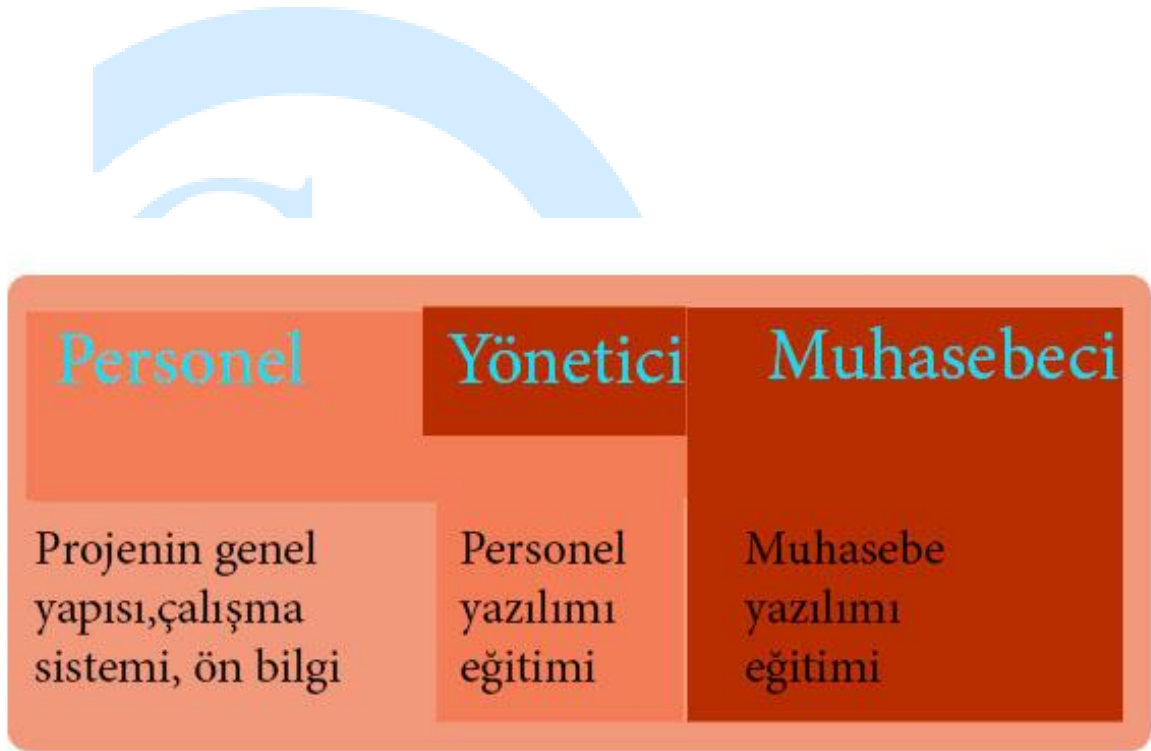 Personel
Yönetici
Muhasebeci
Projenin genel
yapısı,çalışma
sistemi, ön bilgi
Personel
yazılımı
eğitimi
Muhasebe
yazılımı
eğitimi